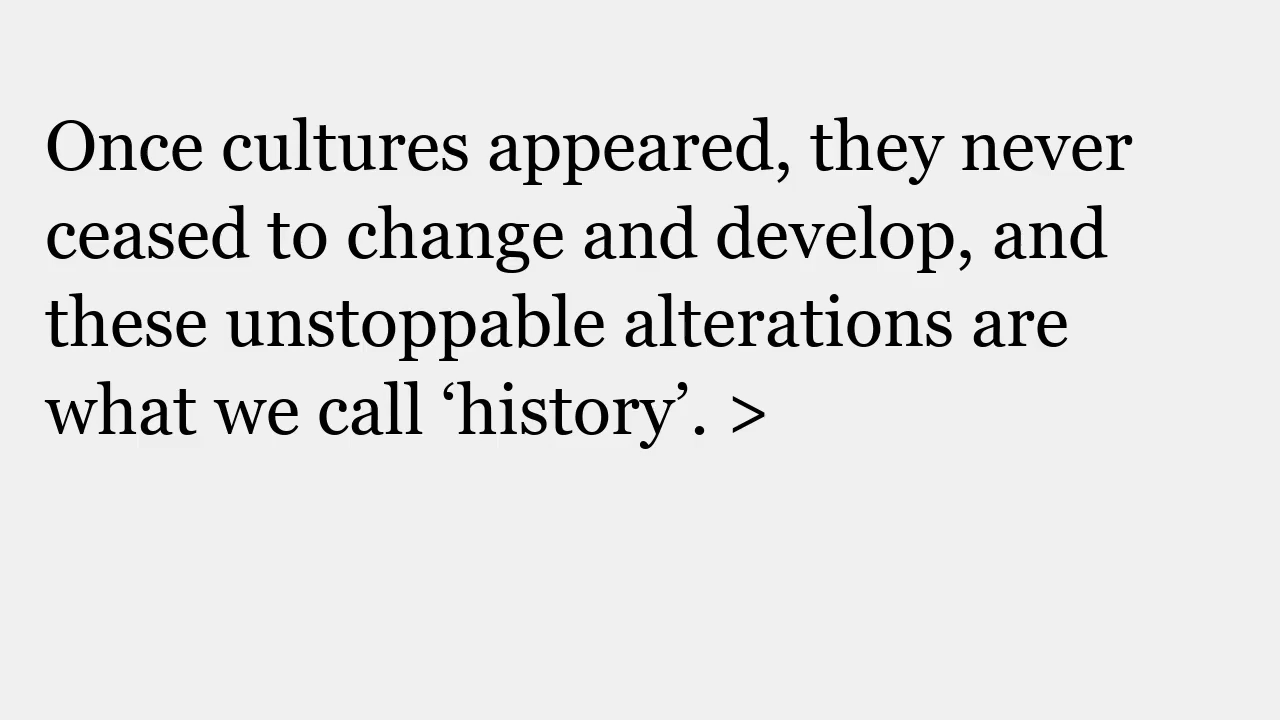 Once cultures appeared, they never
ceased to change and develop, and
these unstoppable alterations are
what we call ‘history’. >